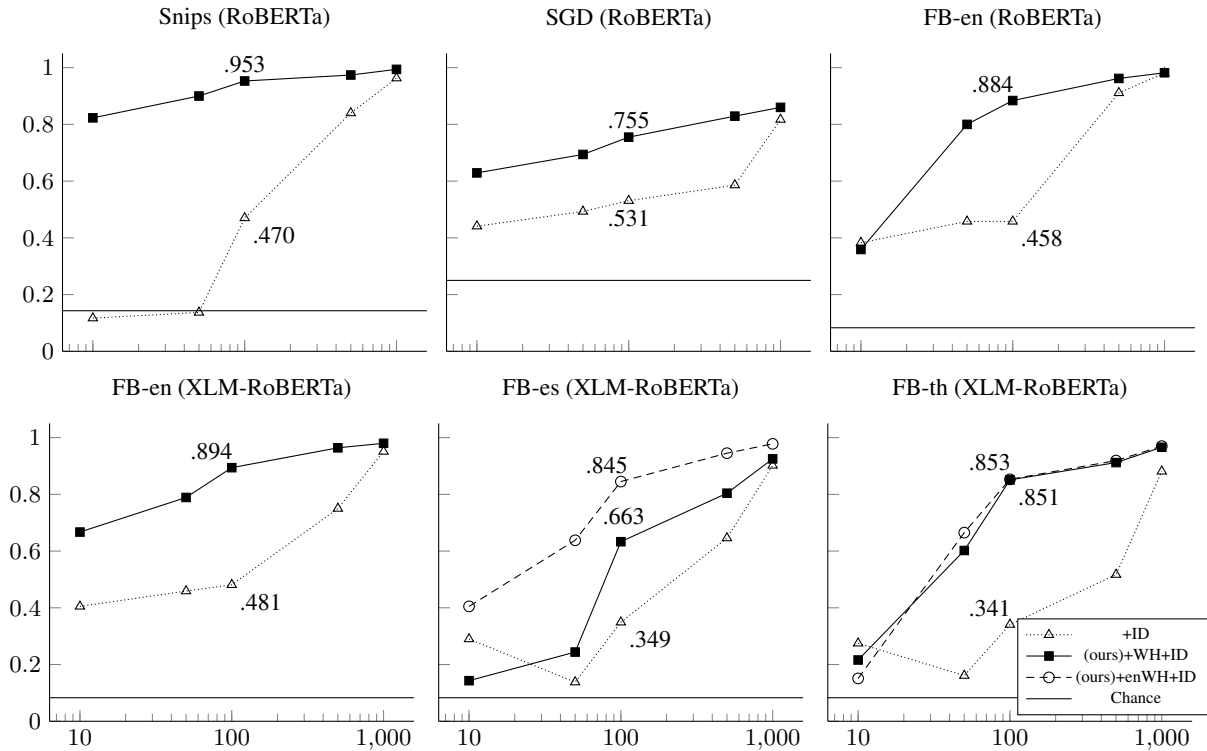 Snips (RoBERTa)
SGD (RoBERTa)
FB-en (RoBERTa)
1
0.8
0.6
0.4
0.2
0
.953
.470
.755
.531
.884
.458
FB-en (XLM-RoBERTa)
FB-es (XLM-RoBERTa)
FB-th (XLM-RoBERTa)
1
0.8
0.6
0.4
0.2
0
.894
.481
.845
.663
.349
.853
.851
.341
+ID
(ours)+WH+ID
(ours)+enWH+ID
Chance
10 100 1,000
10 100 1,000
10 100 1,000